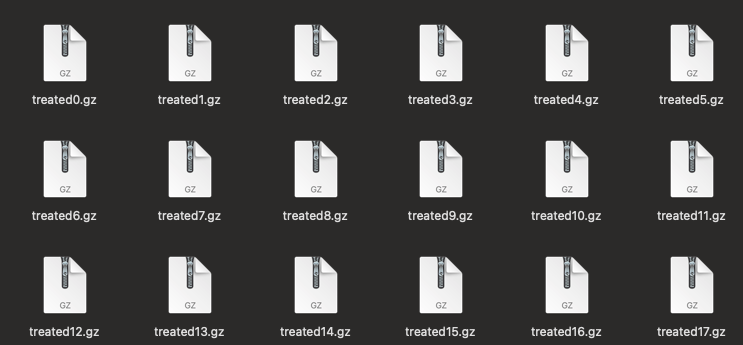 GZ GZ GZ GZ GZ GZ
treated0.gz treated1.gz treated2.gz treated3.gz treated4.gz treated5.gz
GZ GZ GZ GZ GZ GZ
treated6.gz treated7.gz treated8.gz treated9.gz treated10.gz treated11.gz
GZ GZ GZ GZ GZ GZ
treated12.gz treated13.gz treated14.gz treated15.gz treated16.gz treated17.gz